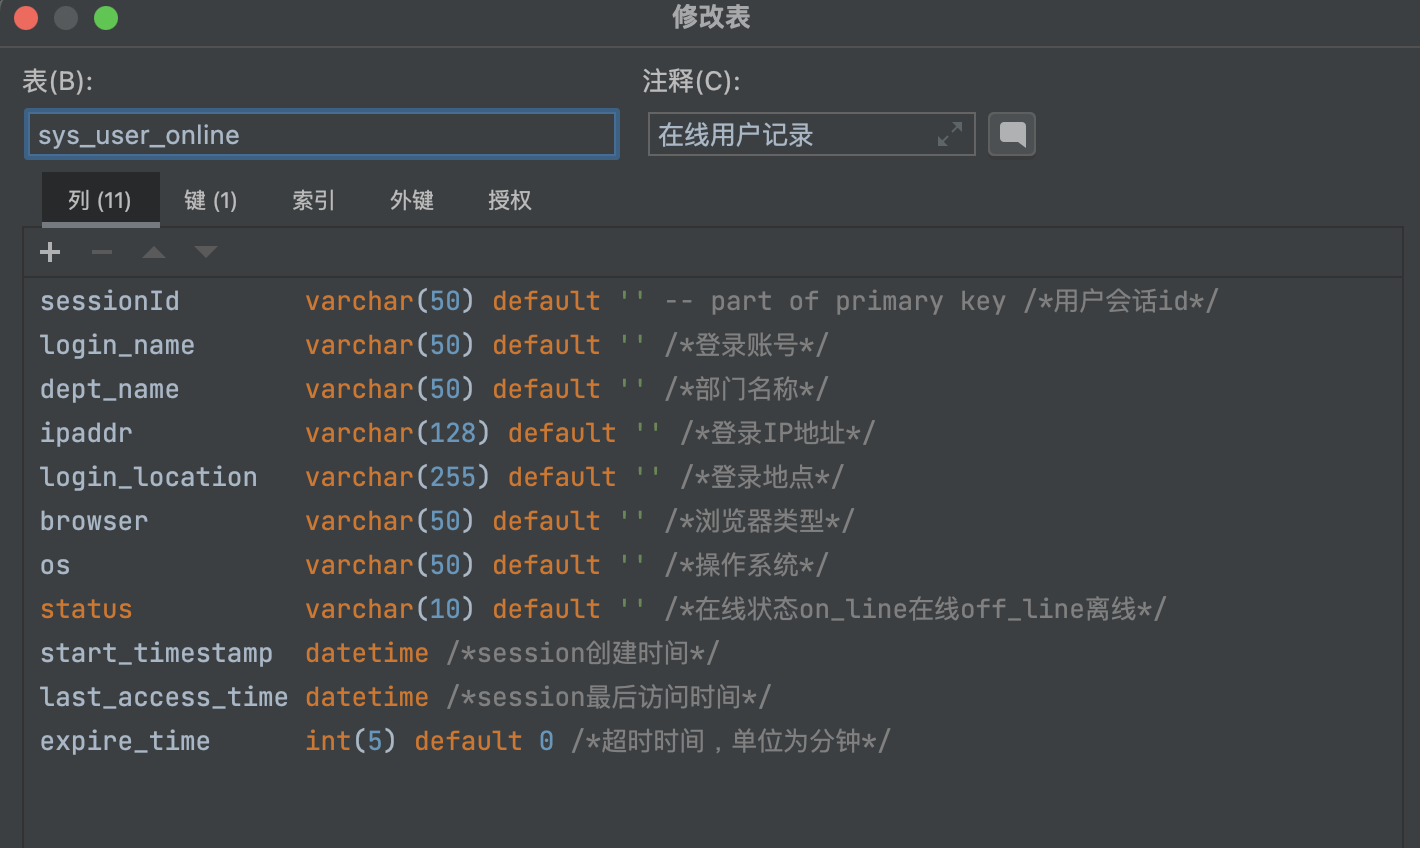 修改表
表(B): 注释(C):
sys_user_online 在线用户记录
列 (11) 键 (1) 索引 外键 授权
sessionId varchar(50) default '' -- part of primary key /*用户会话id*/
login_name varchar(50) default '' /*登录账号*/
dept_name varchar(50) default '' /*部门名称*/
ipaddr varchar(128) default '' /*登录IP地址*/
login_location varchar(255) default '' /*登录地点*/
browser varchar(50) default '' /*浏览器类型*/
os varchar(50) default '' /*操作系统*/
status varchar(10) default '' /*在线状态on_line在线off_line离线*/
start_timestamp datetime /*session创建时间*/
last_access_time datetime /*session最后访问时间*/
expire_time int(5) default 0 /*超时时间，单位为分钟*/